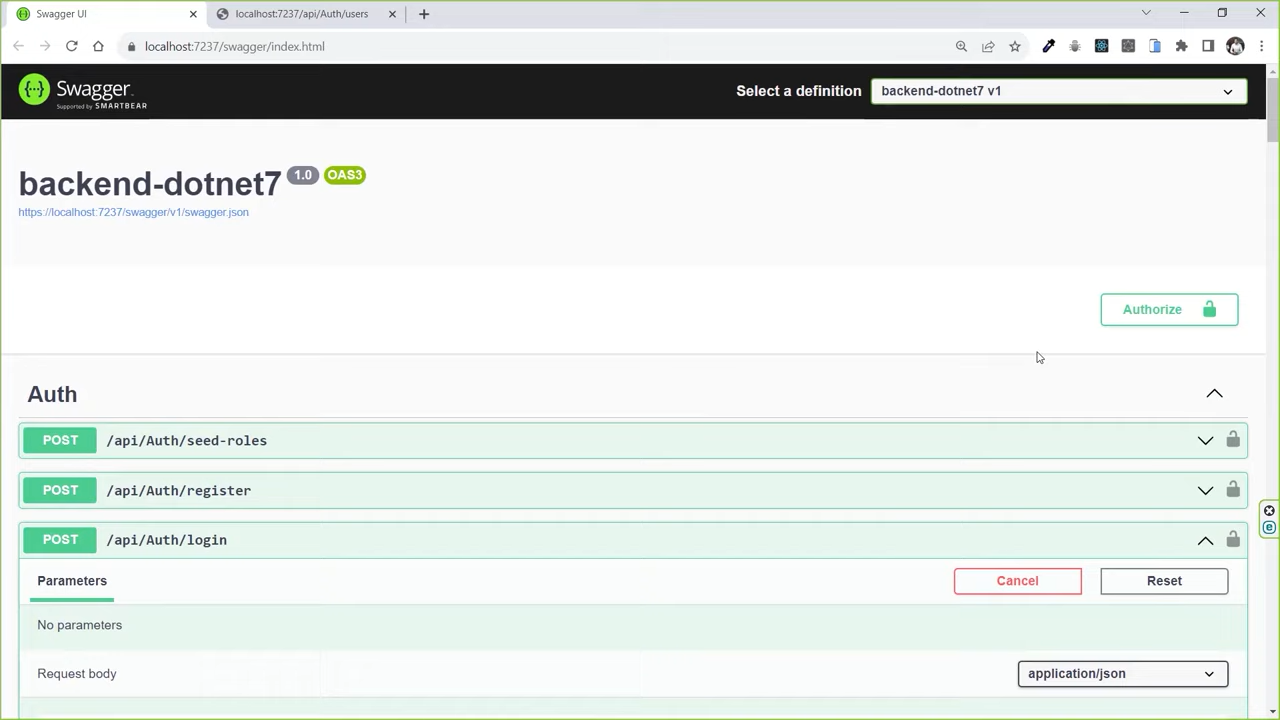 Swagger UI
localhost:7237/api/Auth/users
localhost:7237/swagger/index.html
Swagger
Supported by SMARTBEAR
Select a definition
backend-dotnet7 v1
backend-dotnet7 1.0 OAS3
https://localhost:7237/swagger/v1/swagger.json
Authorize
Auth
POST /api/Auth/seed-roles
POST /api/Auth/register
POST /api/Auth/login
Parameters
Cancel
Reset
No parameters
Request body
application/json